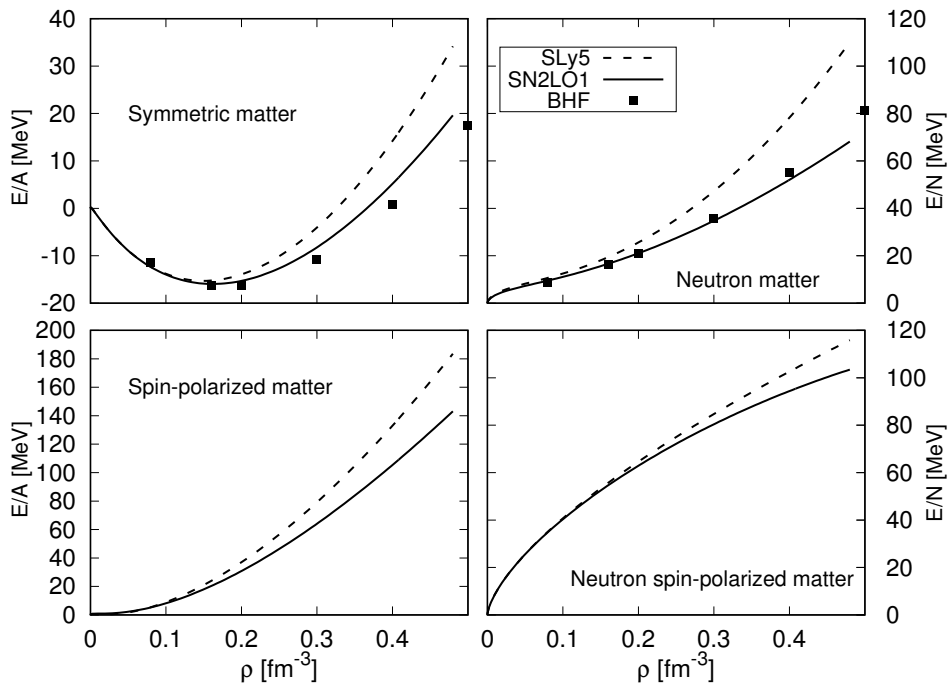 40
30
20
10
0
-10
-20
E/A [MeV]
Symmetric matter
SLy5
SN2LO1
BHF
Neutron matter
120
100
80
60
40
20
0
E/N [MeV]
200
180
160
140
120
100
80
60
40
20
0
E/A [MeV]
Spin-polarized matter
0 0.1 0.2 0.3 0.4
ρ [fm⁻³]
Neutron spin-polarized matter
120
100
80
60
40
20
0
E/N [MeV]
0 0.1 0.2 0.3 0.4
ρ [fm⁻³]